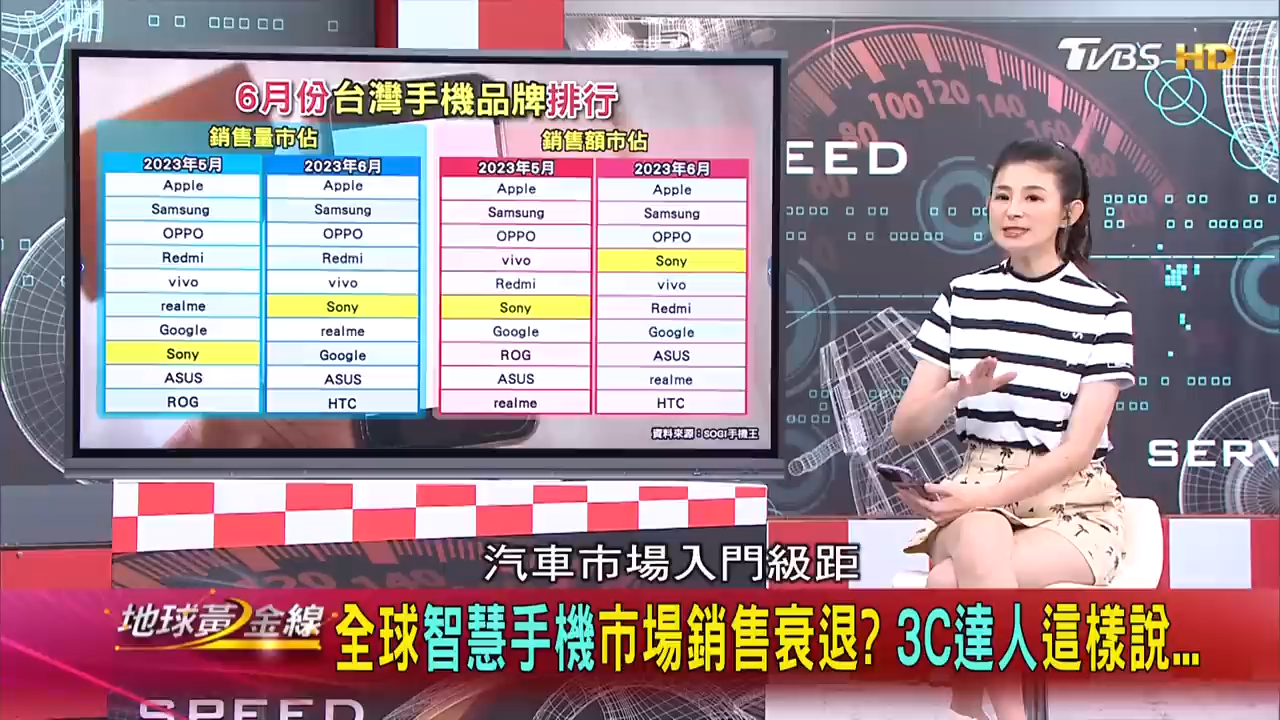 TVBS HD
6月份台灣手機品牌排行
銷售量市佔
銷售額市佔
2023年5月
2023年6月
2023年5月
2023年6月
Apple
Apple
Apple
Apple
Samsung
Samsung
Samsung
Samsung
OPPO
OPPO
OPPO
OPPO
Redmi
Redmi
vivo
Sony
vivo
vivo
Redmi
vivo
realme
Sony
Sony
Redmi
Google
realme
Google
Google
Sony
Google
ROG
ASUS
ASUS
ASUS
ASUS
realme
ROG
HTC
realme
HTC
資料來源：SOGI手機王
EED
80
100
120
140
160
60
SERV
汽車市場入門級距
地球黃金線
全球智慧手機市場銷售衰退? 3C達人這樣說...
SPEED